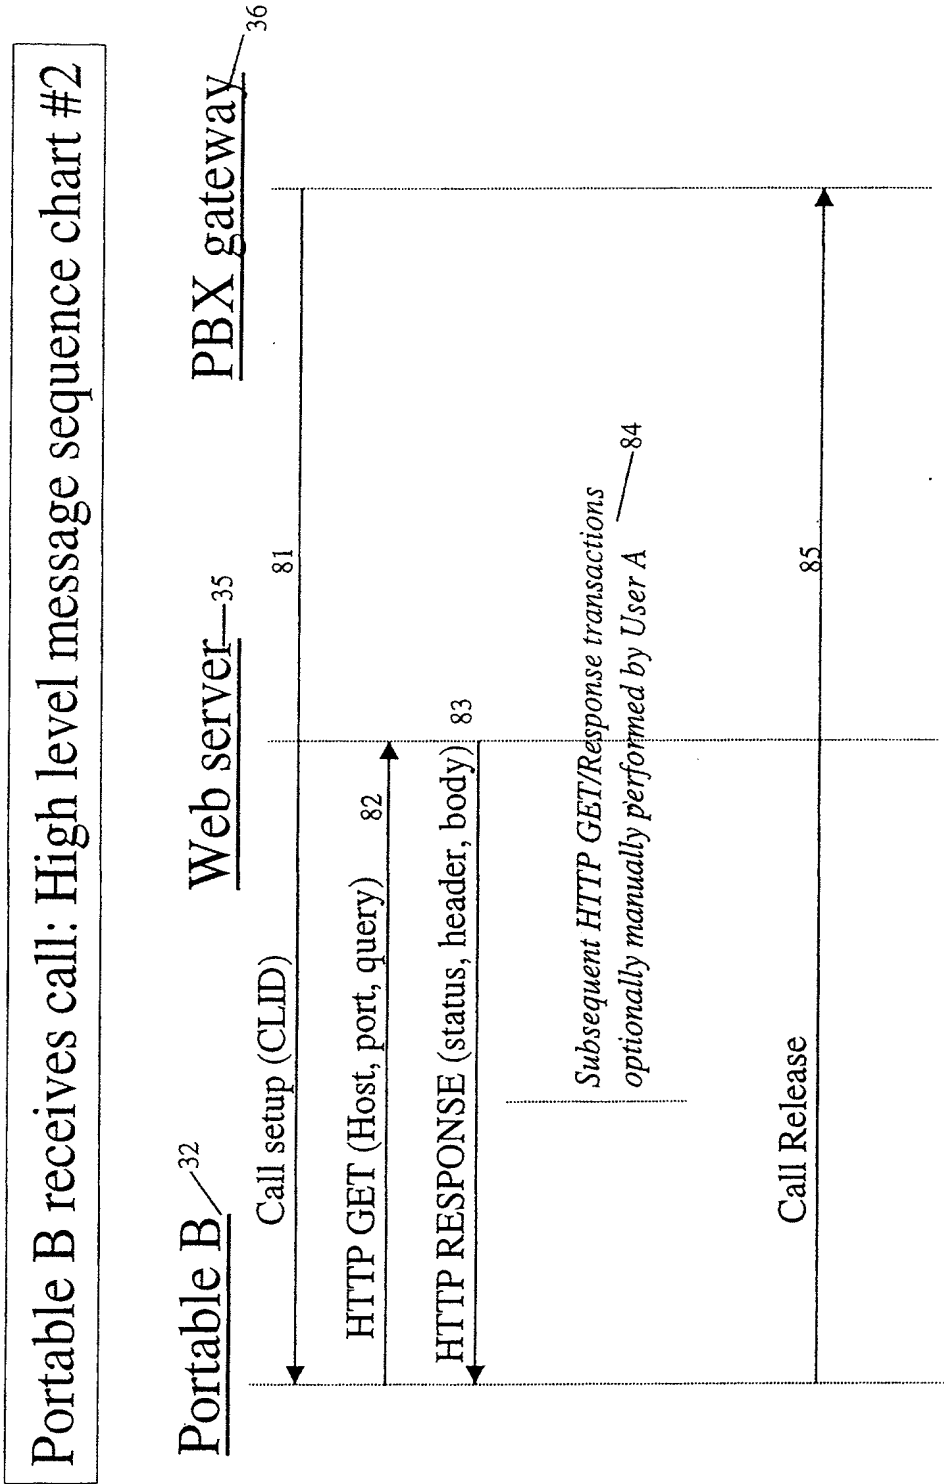 Portable B receives call: High level message sequence chart #2
Portable B 32
Web server 35
PBX gateway 36
Call setup (CLID) 81
HTTP GET (Host, port, query) 82
HTTP RESPONSE (status, header, body) 83
Subsequent HTTP GET/Response transactions
optionally manually performed by User A 84
Call Release 85